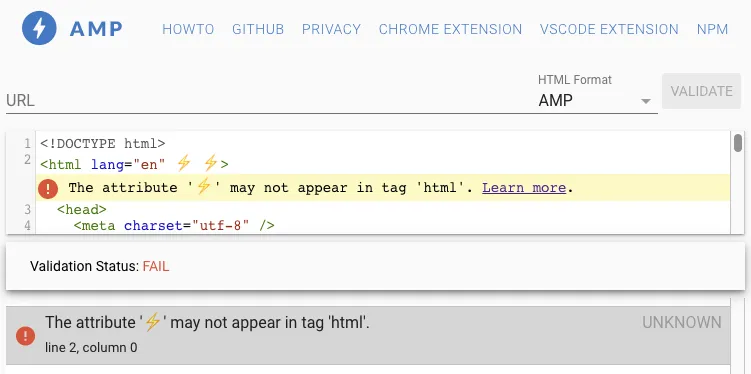 AMP HOWTO GITHUB PRIVACY CHROME EXTENSION VSCODE EXTENSION NPM
HTML Format
URL AMP VALIDATE
1 <!DOCTYPE html>
2 <html lang="en" ⚡ ⚡>
The attribute '⚡' may not appear in tag 'html'. Learn more.
3 <head>
4 <meta charset="utf-8" />
Validation Status: FAIL
The attribute '⚡' may not appear in tag 'html'. UNKNOWN
line 2, column 0